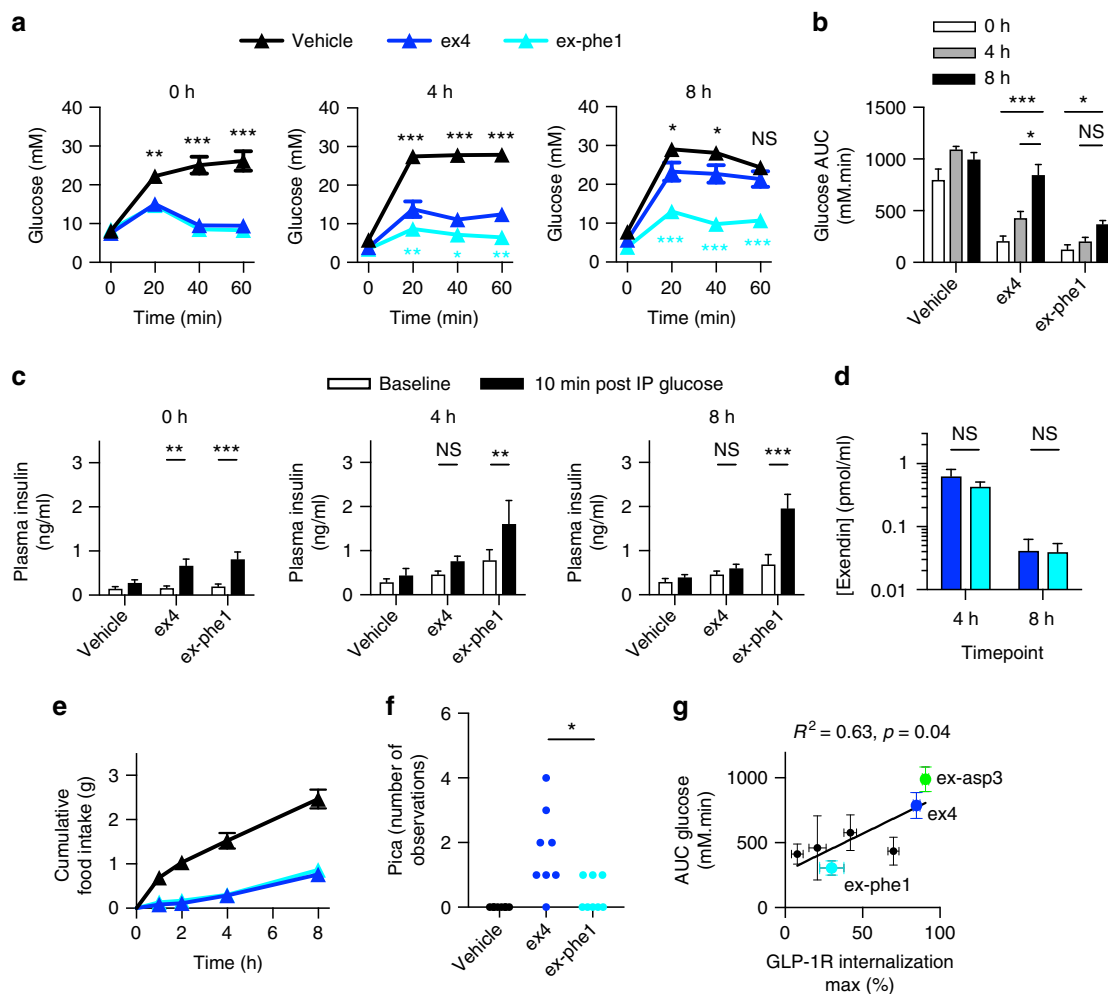 a
Vehicle ex4 ex-phe1
0 h
Glucose (mM)
40
30
20
10
0
** *** ***
0 20 40 60
Time (min)
4 h
Glucose (mM)
40
30
20
10
0
*** *** ***
** * **
0 20 40 60
Time (min)
8 h
Glucose (mM)
40
30
20
10
0
* * NS
*** *** ***
0 20 40 60
Time (min)
b
0 h
4 h
8 h
Glucose AUC
(mM.min)
1500
1000
500
0
*** *
* NS
Vehicle ex4 ex-phe1
c
Baseline 10 min post IP glucose
0 h
Plasma insulin
(ng/ml)
3
2
1
0
** ***
Vehicle ex4 ex-phe1
4 h
Plasma insulin
(ng/ml)
3
2
1
0
NS **
Vehicle ex4 ex-phe1
8 h
Plasma insulin
(ng/ml)
3
2
1
0
NS ***
Vehicle ex4 ex-phe1
d
[Exendin] (pmol/ml)
1
0.1
0.01
NS NS
4 h 8 h
Timepoint
e
Cumulative
food intake (g)
3
2
1
0
0 2 4 6 8
Time (h)
f
Pica (number of
observations)
6
4
2
0
*
Vehicle ex4 ex-phe1
g
R² = 0.63, p = 0.04
AUC glucose
(mM.min)
1000
500
0
ex-asp3
ex4
ex-phe1
0 50 100
GLP-1R internalization
max (%)